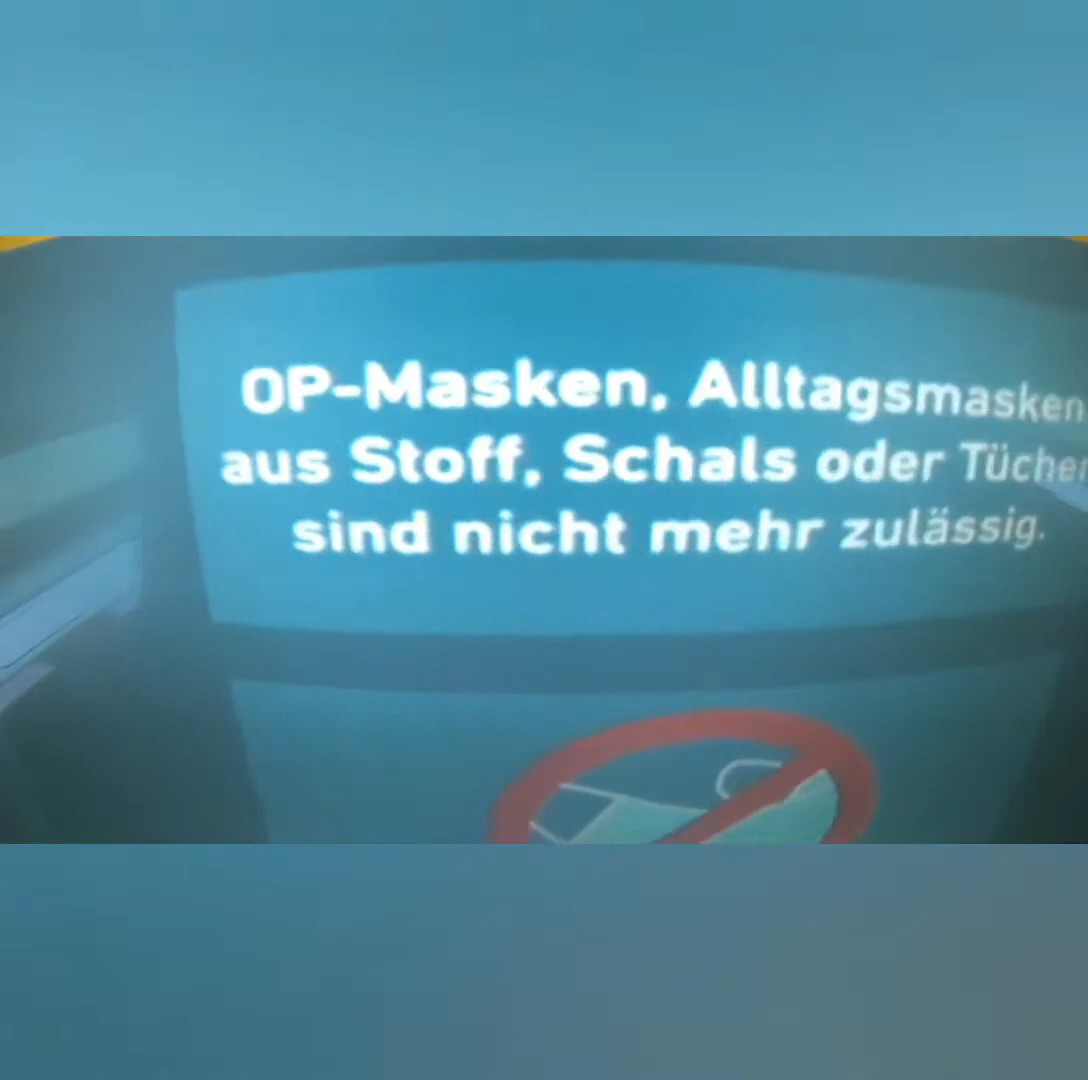 OP-Masken, Alltagsmasken
aus Stoff, Schals oder Tücher
sind nicht mehr zulässig.